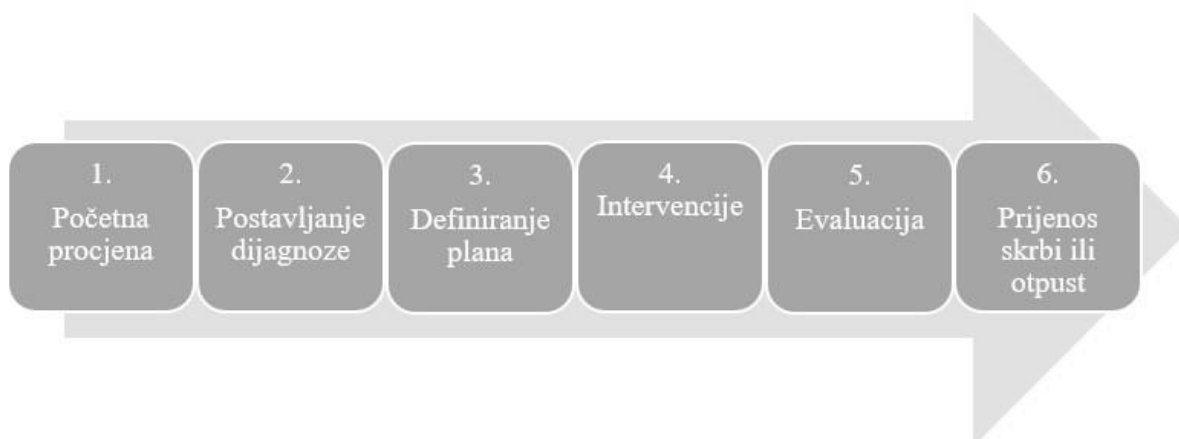 1.
Početna
procjena
2.
Postavljanje
dijagnoze
3.
Definiranje
plana
4.
Intervencije
5.
Evaluacija
6.
Prijenos
skrbi ili
otpust